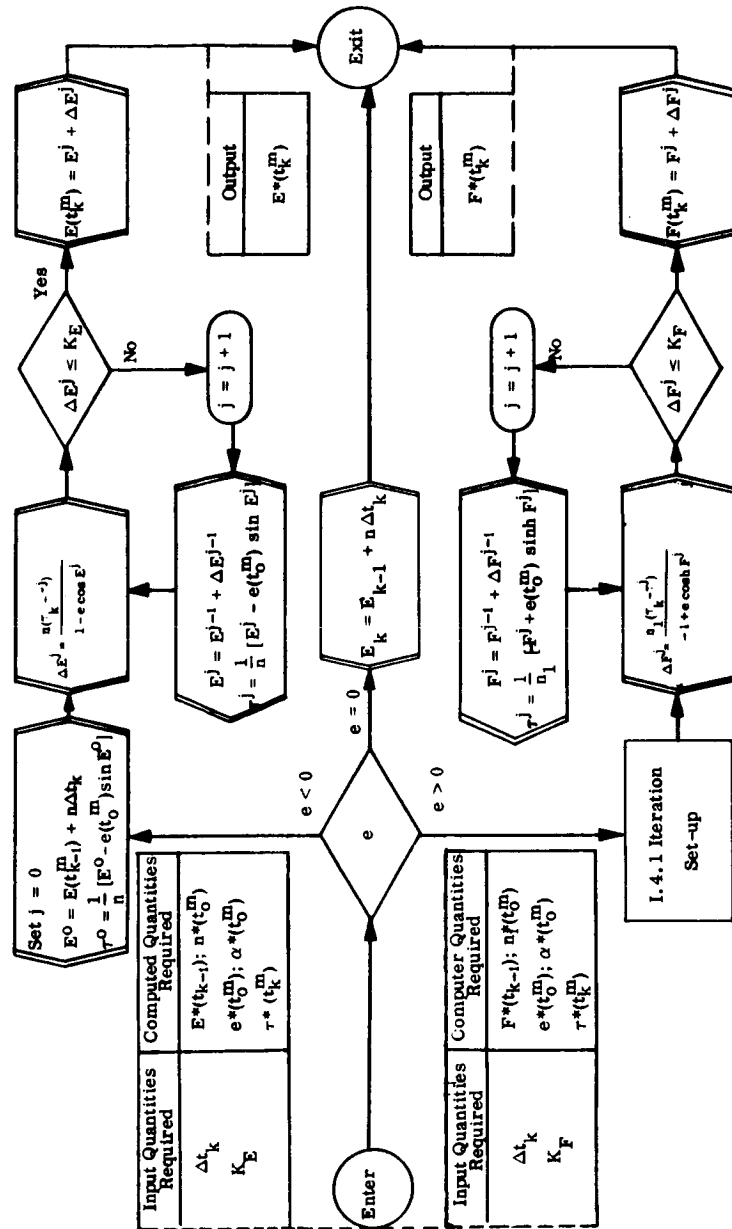 Enter
Input Quantities Required
Δt_k
K_E
Computed Quantities Required
E*(t_{k-1}); n*(t_o^m)
e*(t_o^m); α*(t_o^m)
τ*(t_k^m)
Input Quantities Required
Δt_k
K_F
Computer Quantities Required
F*(t_{k-1}); n*(t_o^m)
e*(t_o^m); α*(t_o^m)
τ*(t_k^m)
e
e < 0
e = 0
e > 0
Set j = 0
E^o = E(t_{k-1}^m) + nΔt_k
τ^o = 1/n [E^o - e(t_o^m) sin E^o]
ΔE^j = n(τ_k - τ^j) / 1 - e cos E^j
ΔE^j ≤ K_E
Yes
No
E(t_k^m) = E^j + ΔE^j
j = j + 1
E^j = E^{j-1} + ΔE^{j-1}
τ^j = 1/n [E^j - e(t_o^m) sin E^j]
Output
E*(t_k^m)
E_k = E_{k-1} + nΔt_k
Exit
I.4.1 Iteration
Set-up
ΔF^j = n_1(τ_k - τ^j) / -1 + e cosh F^j
ΔF^j ≤ K_F
No
F(t_k^m) = F^j + ΔF^j
j = j + 1
F^j = F^{j-1} + ΔF^{j-1}
τ^j = 1/n_1 [-F^j + e(t_o^m) sinh F^j]
Output
F*(t_k^m)